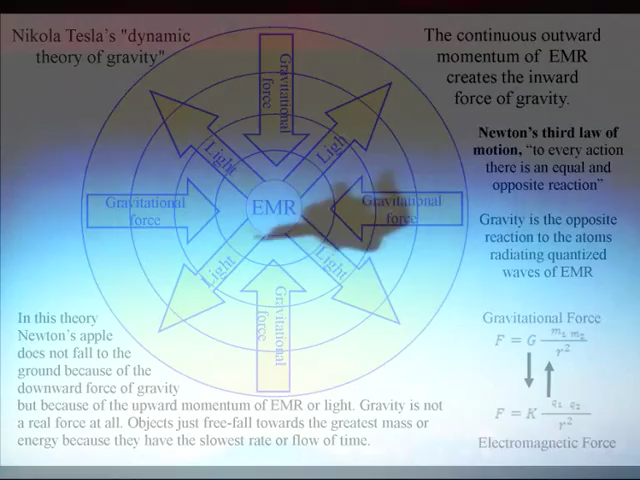 Nikola Tesla's "dynamic
theory of gravity"
The continuous outward
momentum of EMR
creates the inward
force of gravity.
Newton's third law of
motion, “to every action
there is an equal and
opposite reaction”
Gravity is the opposite
reaction to the atoms
radiating quantized
waves of EMR
Gravitational
force
Light
Light
Gravitational
force
EMR
Gravitational
force
Light
Light
Gravitational
force
In this theory
Newton's apple
does not fall to the
ground because of the
downward force of gravity
but because of the upward momentum of EMR or light. Gravity is not
a real force at all. Objects just free-fall towards the greatest mass or
energy because they have the slowest rate or flow of time.
Gravitational Force
F = G m₁ m₂ / r²
F = K q₁ q₂ / r²
Electromagnetic Force